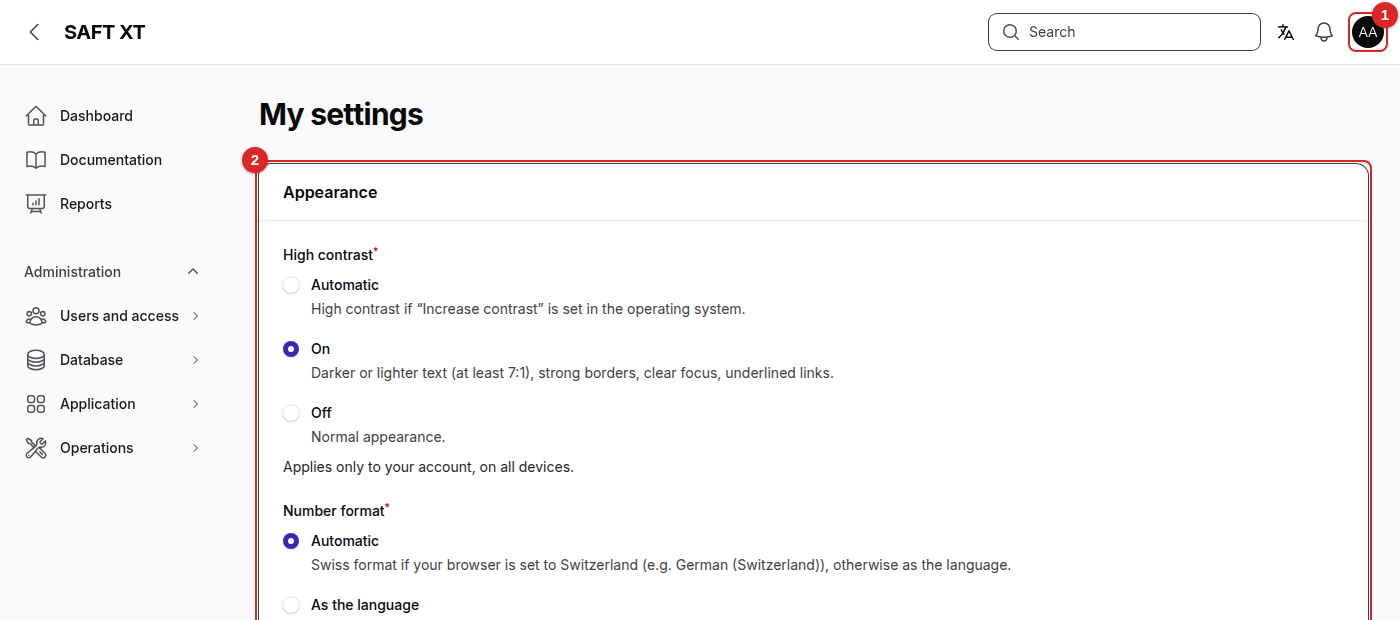 SAFT XT
Search
AA
1
Dashboard
Documentation
Reports
Administration
Users and access
Database
Application
Operations
My settings
2
Appearance
High contrast*
Automatic
High contrast if “Increase contrast” is set in the operating system.
On
Darker or lighter text (at least 7:1), strong borders, clear focus, underlined links.
Off
Normal appearance.
Applies only to your account, on all devices.
Number format*
Automatic
Swiss format if your browser is set to Switzerland (e.g. German (Switzerland)), otherwise as the language.
As the language